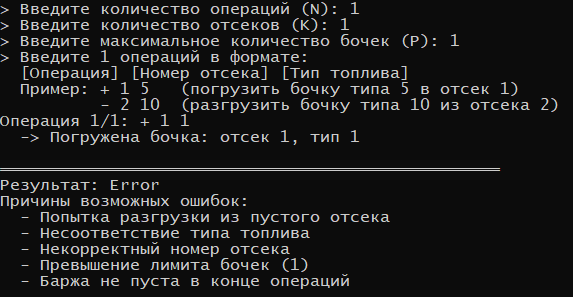 > Введите количество операций (N): 1
> Введите количество отсеков (K): 1
> Введите максимальное количество бочек (P): 1
> Введите 1 операций в формате:
[Операция] [Номер отсека] [Тип топлива]
Пример: + 1 5 (погрузить бочку типа 5 в отсек 1)
- 2 10 (разгрузить бочку типа 10 из отсека 2)
Операция 1/1: + 1 1
-> Погружена бочка: отсек 1, тип 1
Результат: Error
Причины возможных ошибок:
- Попытка разгрузки из пустого отсека
- Несоответствие типа топлива
- Некорректный номер отсека
- Превышение лимита бочек (1)
- Баржа не пуста в конце операций